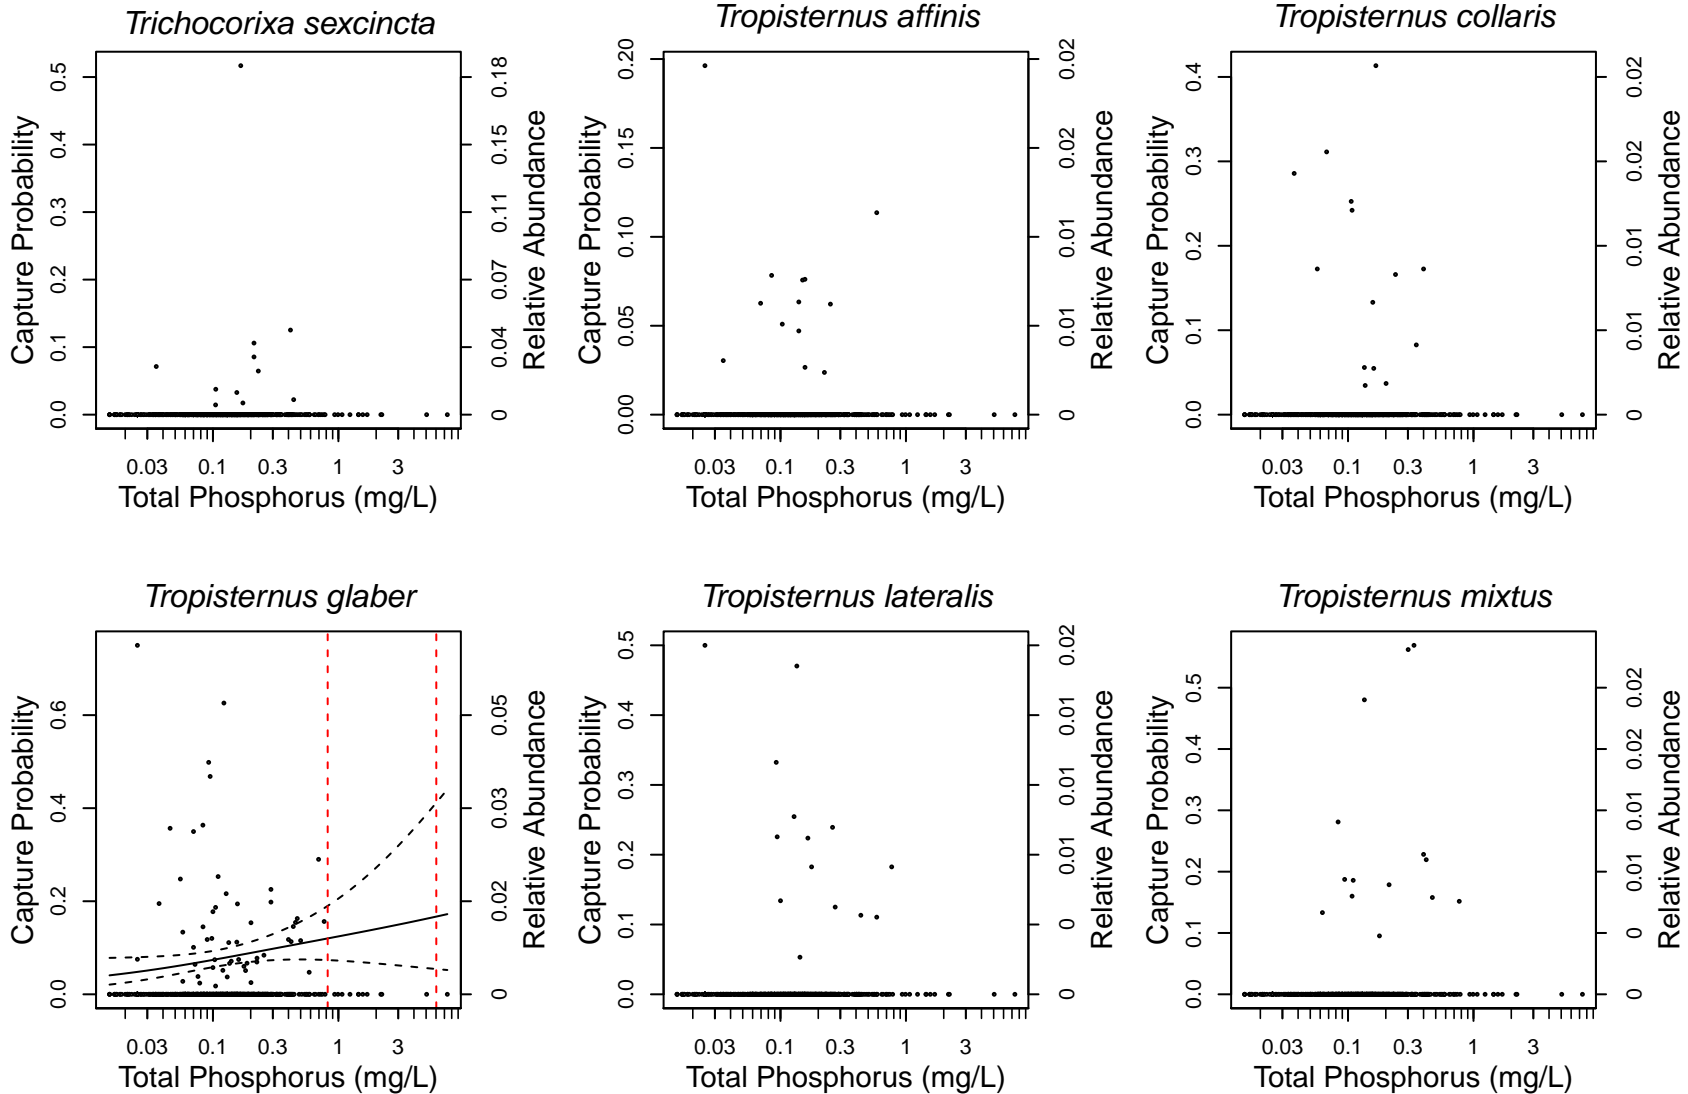 Trichocorixa sexcincta
0.0 0.1 0.2 0.3 0.4 0.5
Capture Probability
0 0.04 0.07 0.11 0.15 0.18
Relative Abundance
0.03 0.1 0.3 1 3
Total Phosphorus (mg/L)
Tropisternus affinis
0.00 0.05 0.10 0.15 0.20
Capture Probability
0 0.01 0.01 0.02 0.02
Relative Abundance
0.03 0.1 0.3 1 3
Total Phosphorus (mg/L)
Tropisternus collaris
0.0 0.1 0.2 0.3 0.4
Capture Probability
0 0.01 0.01 0.02 0.02
Relative Abundance
0.03 0.1 0.3 1 3
Total Phosphorus (mg/L)
Tropisternus glaber
0.0 0.2 0.4 0.6
Capture Probability
0 0.02 0.03 0.05
Relative Abundance
0.03 0.1 0.3 1 3
Total Phosphorus (mg/L)
Tropisternus lateralis
0.0 0.1 0.2 0.3 0.4 0.5
Capture Probability
0 0 0.01 0.01 0.01 0.02
Relative Abundance
0.03 0.1 0.3 1 3
Total Phosphorus (mg/L)
Tropisternus mixtus
0.0 0.1 0.2 0.3 0.4 0.5
Capture Probability
0 0 0.01 0.01 0.02 0.02
Relative Abundance
0.03 0.1 0.3 1 3
Total Phosphorus (mg/L)